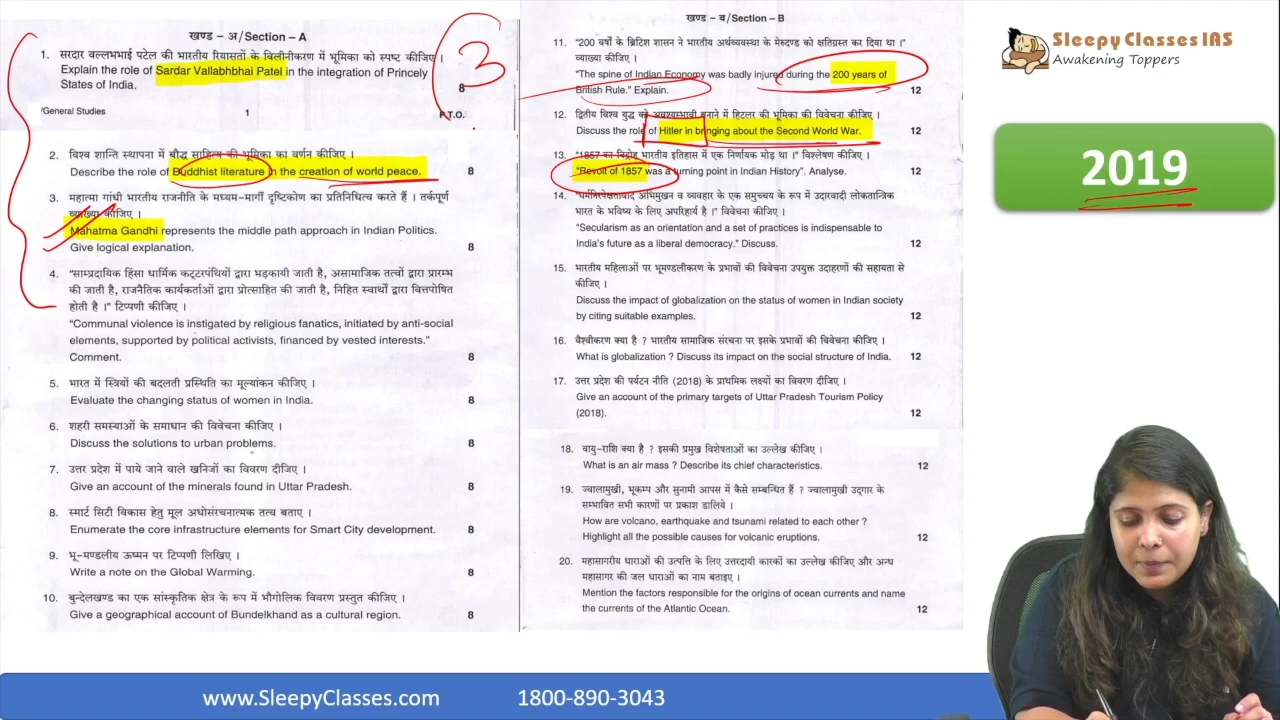 खण्ड – अ/Section – A
1. सरदार वल्लभभाई पटेल की भारतीय रियासतों के विलीनीकरण में भूमिका को स्पष्ट कीजिए ।
Explain the role of Sardar Vallabhbhai Patel in the integration of Princely
States of India.
8
General Studies
1
P.T.O.
3
2. विश्व शान्ति स्थापना में बौद्ध साहित्य की भूमिका का वर्णन कीजिए ।
Describe the role of Buddhist literature in the creation of world peace.
8
3. महात्मा गाँधी भारतीय राजनीति के मध्यम-मार्गी दृष्टिकोण का प्रतिनिधित्व करते हैं । तर्कपूर्ण
व्याख्या कीजिए ।
Mahatma Gandhi represents the middle path approach in Indian Politics.
Give logical explanation.
8
4. “साम्प्रदायिक हिंसा धार्मिक कट्टरपंथियों द्वारा भड़कायी जाती है, असामाजिक तत्वों द्वारा प्रारम्भ
की जाती है, राजनैतिक कार्यकर्ताओं द्वारा प्रोत्साहित की जाती है, निहित स्वार्थों द्वारा वित्तपोषित
होती है ।” टिप्पणी कीजिए ।
“Communal violence is instigated by religious fanatics, initiated by anti-social
elements, supported by political activists, financed by vested interests.”
Comment.
8
5. भारत में स्त्रियों की बदलती प्रस्थिति का मूल्यांकन कीजिए ।
Evaluate the changing status of women in India.
8
6. शहरी समस्याओं के समाधान की विवेचना कीजिए ।
Discuss the solutions to urban problems.
8
7. उत्तर प्रदेश में पाये जाने वाले खनिजों का विवरण दीजिए ।
Give an account of the minerals found in Uttar Pradesh.
8
8. स्मार्ट सिटी विकास हेतु मूल अधोसंरचनात्मक तत्व बताए ।
Enumerate the core infrastructure elements for Smart City development.
8
9. भू-मण्डलीय ऊष्मन पर टिप्पणी लिखिए ।
Write a note on the Global Warming.
8
10. बुन्देलखण्ड का एक सांस्कृतिक क्षेत्र के रूप में भौगोलिक विवरण प्रस्तुत कीजिए ।
Give a geographical account of Bundelkhand as a cultural region.
8
खण्ड – ब/Section – B
11. “200 वर्षों के ब्रिटिश शासन ने भारतीय अर्थव्यवस्था के मेरुदण्ड को क्षतिग्रस्त कर दिया था ।”
व्याख्या कीजिए ।
“The spine of Indian Economy was badly injured during the 200 years of
British Rule.” Explain.
12
12. द्वितीय विश्व युद्ध को अवश्यम्भावी बनाने में हिटलर की भूमिका की विवेचना कीजिए ।
Discuss the role of Hitler in bringing about the Second World War.
12
13. “1857 का विद्रोह भारतीय इतिहास में एक निर्णायक मोड़ था ।” विश्लेषण कीजिए ।
“Revolt of 1857 was a turning point in Indian History”. Analyse.
12
14. “धर्मनिरपेक्षतावाद अभिमुखन व व्यवहार के एक समुच्चय के रूप में उदारवादी लोकतान्त्रिक
भारत के भविष्य के लिए अपरिहार्य है ।” विवेचना कीजिए ।
“Secularism as an orientation and a set of practices is indispensable to
India’s future as a liberal democracy.” Discuss.
12
15. भारतीय महिलाओं पर भूमण्डलीकरण के प्रभावों की विवेचना उपयुक्त उदाहरणों की सहायता से
कीजिए ।
Discuss the impact of globalization on the status of women in Indian society
by citing suitable examples.
12
16. वैश्वीकरण क्या है ? भारतीय सामाजिक संरचना पर इसके प्रभावों की विवेचना कीजिए ।
What is globalization ? Discuss its impact on the social structure of India.
12
17. उत्तर प्रदेश की पर्यटन नीति (2018) के प्राथमिक लक्ष्यों का विवरण दीजिए ।
Give an account of the primary targets of Uttar Pradesh Tourism Policy
(2018).
12
18. वायु-राशि क्या है ? इसकी प्रमुख विशेषताओं का उल्लेख कीजिए ।
What is an air mass ? Describe its chief characteristics.
12
19. ज्वालामुखी, भूकम्प और सुनामी आपस में कैसे सम्बन्धित हैं ? ज्वालामुखी उद्गार के
सम्भावित सभी कारणों पर प्रकाश डालिये ।
How are volcano, earthquake and tsunami related to each other ?
Highlight all the possible causes for volcanic eruptions.
12
20. महासागरीय धाराओं की उत्पत्ति के लिए उत्तरदायी कारकों का उल्लेख कीजिए और अन्ध
महासागर की जल धाराओं का नाम बताइए ।
Mention the factors responsible for the origins of ocean currents and name
the currents of the Atlantic Ocean.
12
Sleepy Classes IAS
Awakening Toppers
2019
www.SleepyClasses.com
1800-890-3043